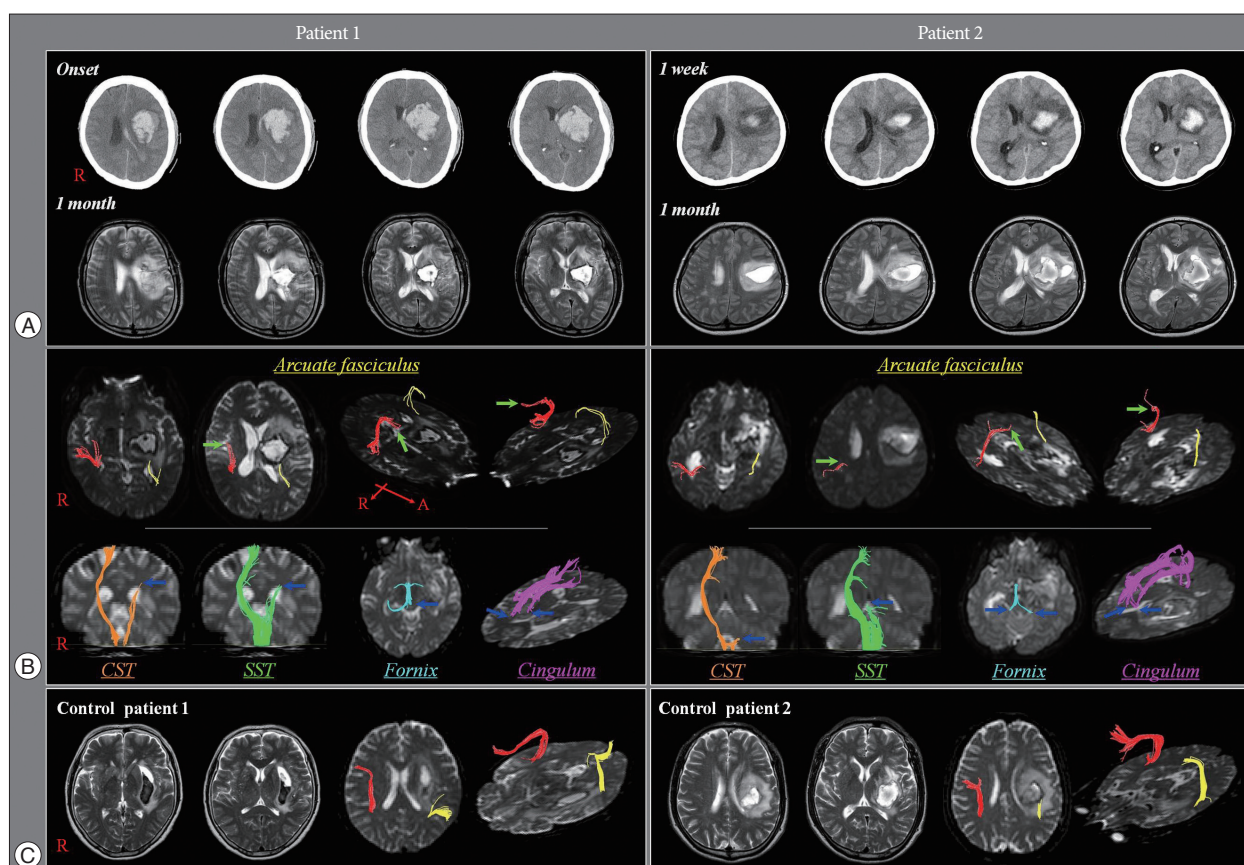 Patient 1
Patient 2
Onset
R
1 month
1 week
1 month
A
Arcuate fasciculus
R
R
A
CST
SST
Fornix
Cingulum
R
Arcuate fasciculus
CST
SST
Fornix
Cingulum
B
Control patient 1
R
Control patient 2
C